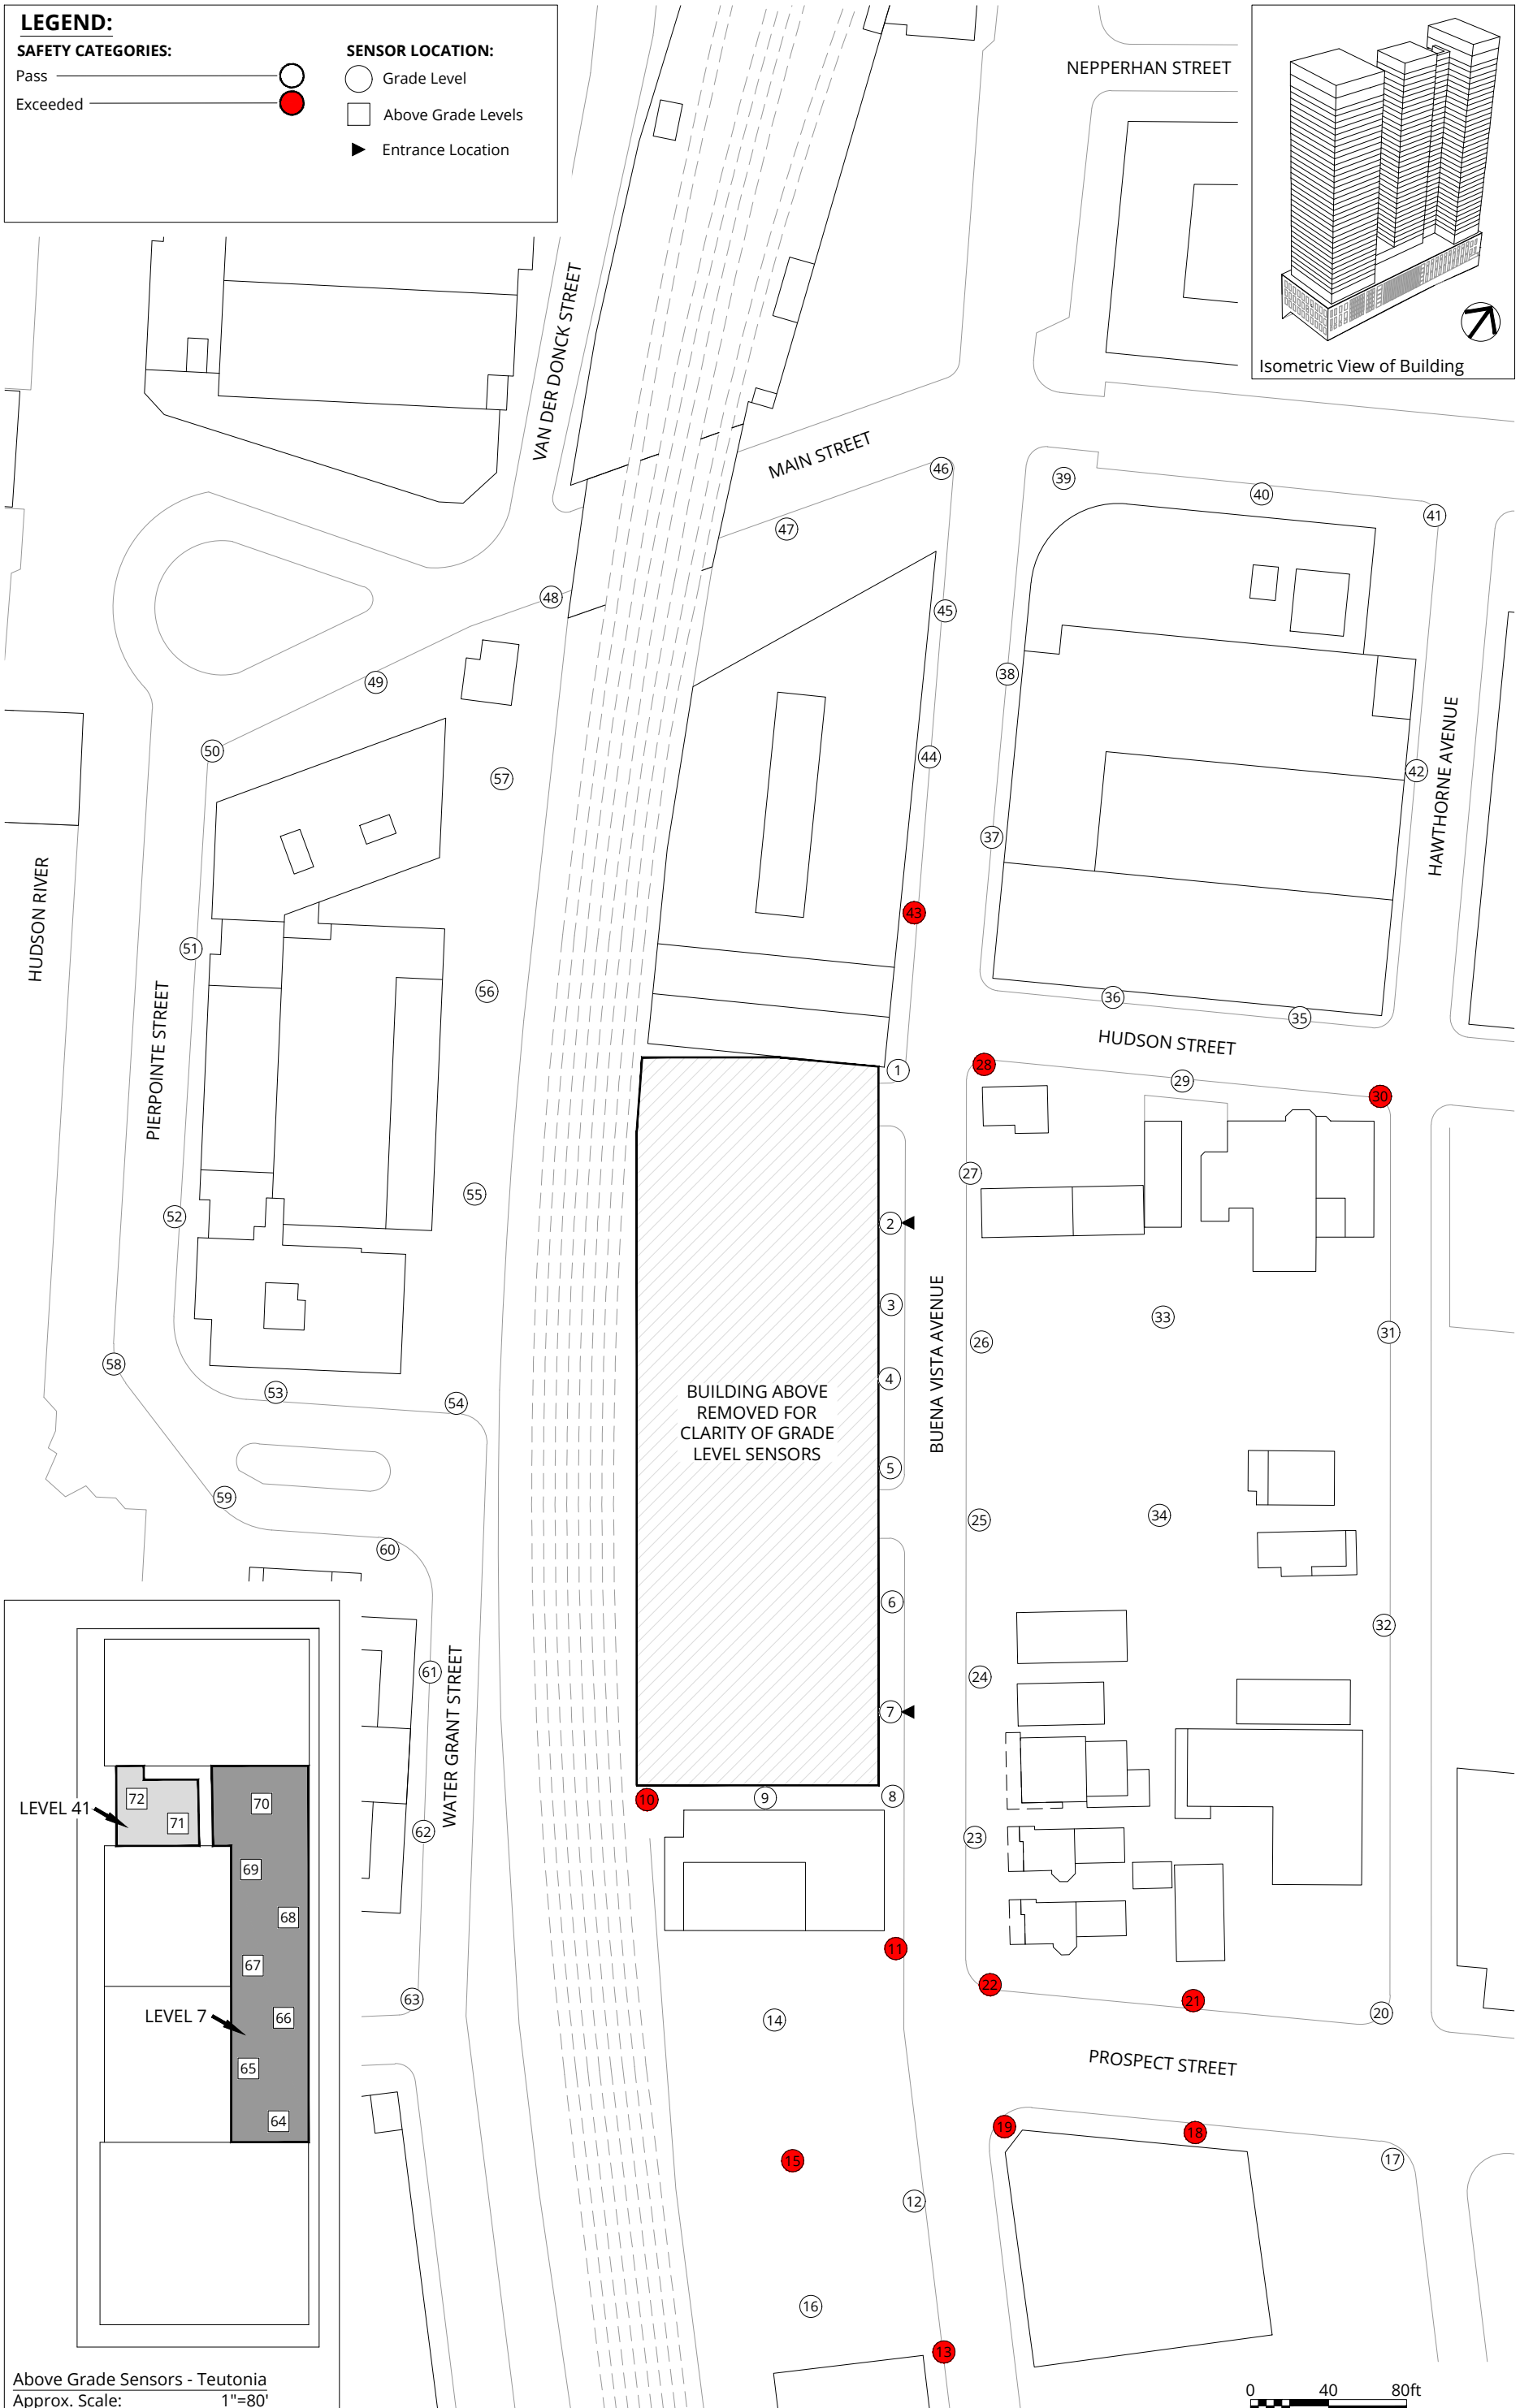 LEGEND:
SAFETY CATEGORIES:
Pass
Exceeded
SENSOR LOCATION:
Grade Level
Above Grade Levels
Entrance Location
NEPPERHAN STREET
Isometric View of Building
VAN DER DONCK STREET
MAIN STREET
46
39
40
41
47
48
45
38
49
50
57
44
42
37
HAWTHORNE AVENUE
HUDSON RIVER
43
51
56
36
35
PIERPOINTE STREET
HUDSON STREET
1
28
29
30
27
55
52
2
3
33
31
26
BUENA VISTA AVENUE
58
4
53
54
BUILDING ABOVE
REMOVED FOR
CLARITY OF GRADE
LEVEL SENSORS
5
59
34
25
60
6
32
61
24
WATER GRANT STREET
7
10
9
8
62
23
11
22
21
20
63
14
PROSPECT STREET
19
18
17
15
12
16
13
LEVEL 41
72
71
70
69
68
67
LEVEL 7
66
65
64
Above Grade Sensors - Teutonia
Approx. Scale: 1"=80'
0 40 80ft